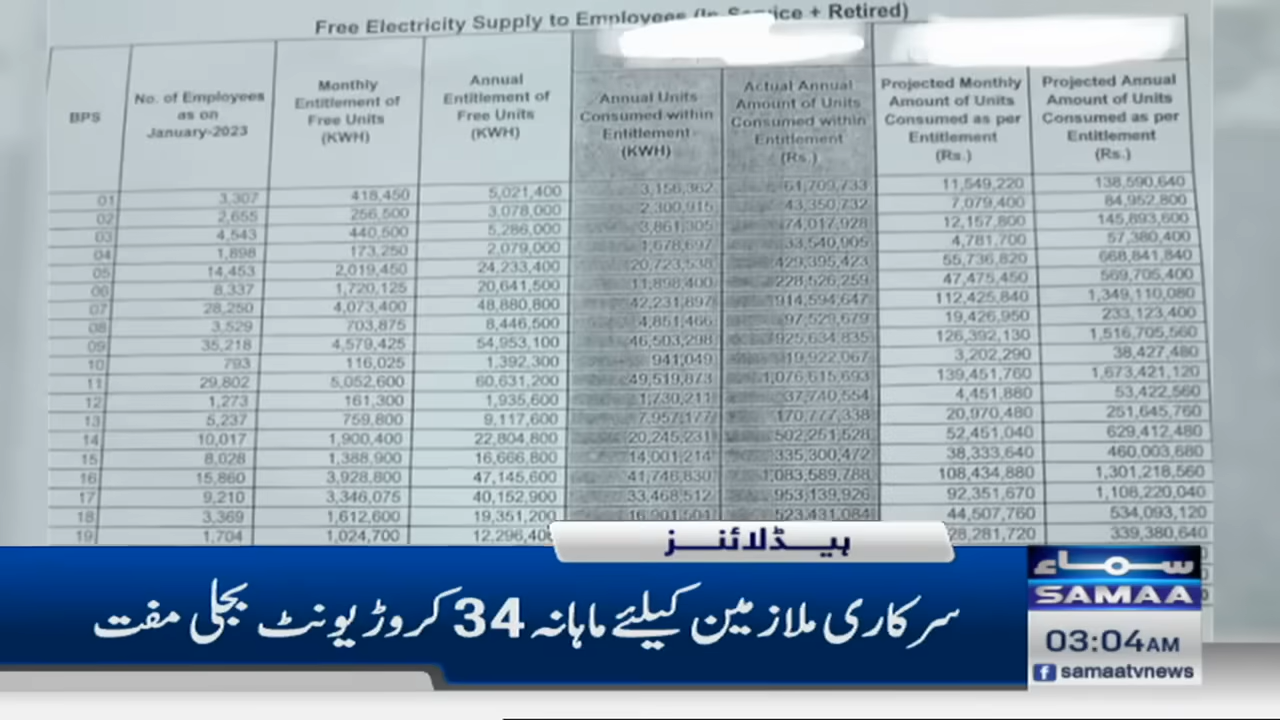 Free Electricity Supply to Employees (In Service + Retired)
BPS | No. of Employees as on January-2023 | Monthly Entitlement of Free Units (KWH) | Annual Entitlement of Free Units (KWH) | Annual Units Consumed within Entitlement (KWH) | Actual Annual Amount of Units Consumed within Entitlement (Rs.) | Projected Monthly Amount of Units Consumed as per Entitlement (Rs.) | Projected Annual Amount of Units Consumed as per Entitlement (Rs.)
01 3,307 418,450 5,021,400 3,156,362 61,709,733 11,549,220 138,590,640
02 2,655 256,500 3,078,000 2,300,915 43,350,732 7,079,400 84,952,800
03 4,543 440,500 5,286,000 3,861,305 74,017,928 12,157,800 145,893,600
04 1,898 173,250 2,079,000 1,678,697 33,540,905 4,781,700 57,380,400
05 14,453 2,019,450 24,233,400 20,723,538 429,395,423 55,736,820 668,841,840
06 8,337 1,720,125 20,641,500 11,898,400 228,526,259 47,475,450 569,705,400
07 28,250 4,073,400 48,880,800 42,231,897 914,594,647 112,425,840 1,349,110,080
08 3,529 703,875 8,446,500 4,851,466 97,529,679 19,426,950 233,123,400
09 35,218 4,579,425 54,953,100 46,503,298 925,634,835 126,392,130 1,516,705,560
10 793 116,025 1,392,300 941,049 19,922,067 3,202,290 38,427,480
11 29,802 5,052,600 60,631,200 49,519,873 1,076,615,693 139,451,760 1,673,421,120
12 1,273 161,300 1,935,600 1,730,211 37,740,554 4,451,880 53,422,560
13 5,237 759,800 9,117,600 7,957,177 170,777,338 20,970,480 251,645,760
14 10,017 1,900,400 22,804,800 20,245,231 502,251,528 52,451,040 629,412,480
15 8,028 1,388,900 16,666,800 14,001,214 335,300,472 38,333,640 460,003,680
16 15,860 3,928,800 47,145,600 41,746,830 1,083,589,788 108,434,880 1,301,218,560
17 9,210 3,346,075 40,152,900 33,468,512 953,139,926 92,351,670 1,108,220,040
18 3,369 1,612,600 19,351,200 16,901,501 523,431,084 44,507,760 534,093,120
19 1,704 1,024,700 28,281,720 339,380,640
ہیڈلائنز
سرکاری ملازمین کیلئے ماہانہ 34 کروڑ یونٹ بجلی مفت
سماء
SAMAA
03:04AM
samaatvnews